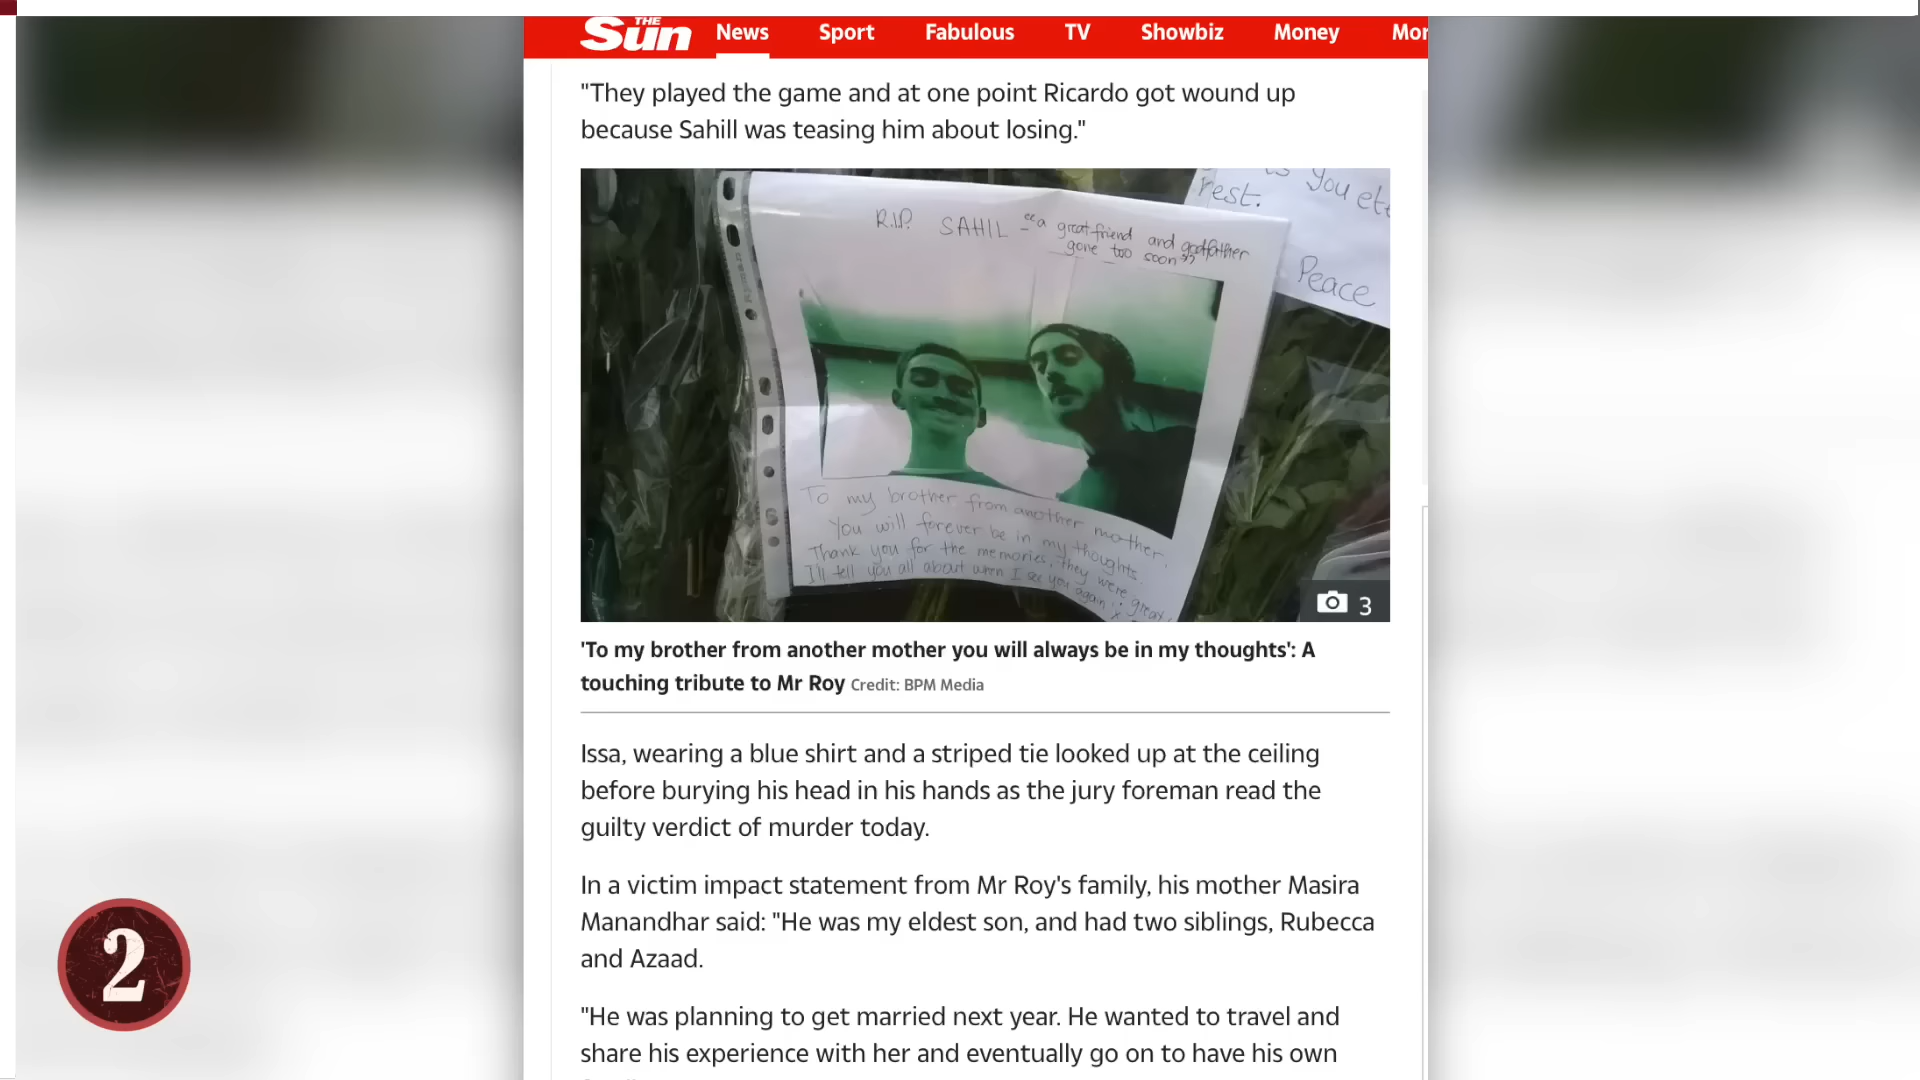 THE
Sun News Sport Fabulous TV Showbiz Money Mor
"They played the game and at one point Ricardo got wound up
because Sahill was teasing him about losing."
rest. You et
Peace
R.I.P. SAHIL - "a great friend and godfather
gone too soon"
To my brother from another mother.
You will forever be in my thoughts.
Thank you for the memories, they were great
I'll tell you all about when I see you again! x
3
'To my brother from another mother you will always be in my thoughts': A
touching tribute to Mr Roy Credit: BPM Media
Issa, wearing a blue shirt and a striped tie looked up at the ceiling
before burying his head in his hands as the jury foreman read the
guilty verdict of murder today.
In a victim impact statement from Mr Roy's family, his mother Masira
Manandhar said: "He was my eldest son, and had two siblings, Rubecca
and Azaad.
"He was planning to get married next year. He wanted to travel and
share his experience with her and eventually go on to have his own
2